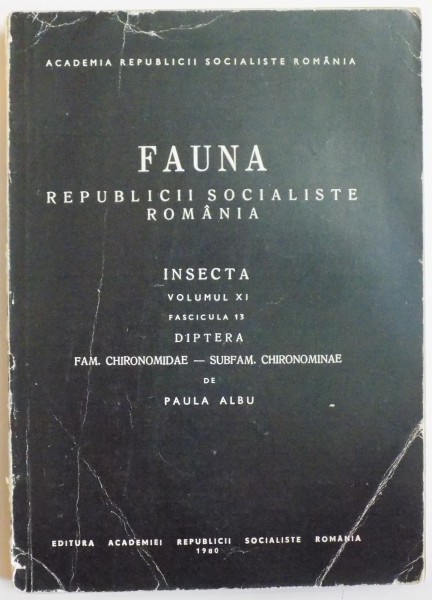 ACADEMIA REPUBLICII SOCIALISTE ROMÂNIA
FAUNA
REPUBLICII SOCIALISTE
ROMÂNIA
INSECTA
VOLUMUL XI
FASCICULA 13
DIPTERA
FAM. CHIRONOMIDAE — SUBFAM. CHIRONOMINAE
DE
PAULA ALBU
EDITURA ACADEMIEI REPUBLICII SOCIALISTE ROMÂNIA
1980